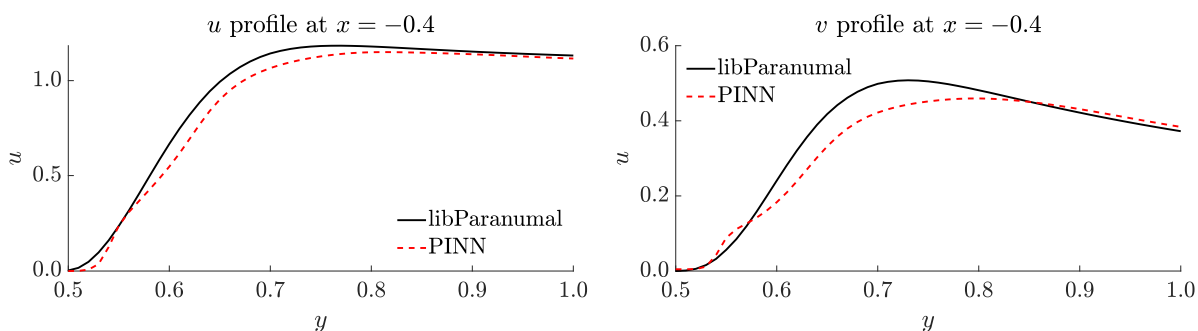 u profile at x = −0.4
1.0
0.5
0.0
u
libParanumal
PINN
0.5 0.6 0.7 0.8 0.9 1.0
y
v profile at x = −0.4
0.6
0.4
0.2
0.0
u
libParanumal
PINN
0.5 0.6 0.7 0.8 0.9 1.0
y